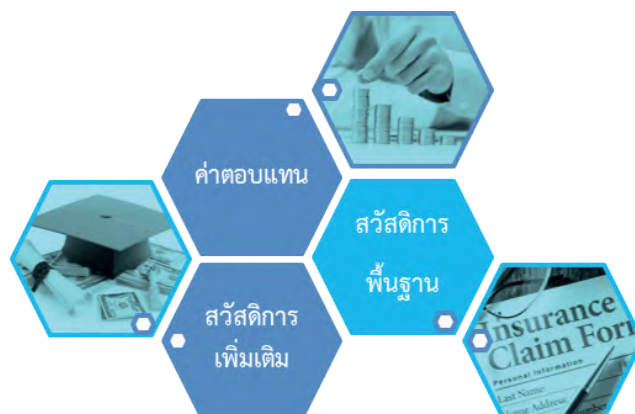 ค่าตอบแทน
สวัสดิการ
พื้นฐาน
สวัสดิการ
เพิ่มเติม
Insurance
Claim Form
Personal Information
Last Name:
Address